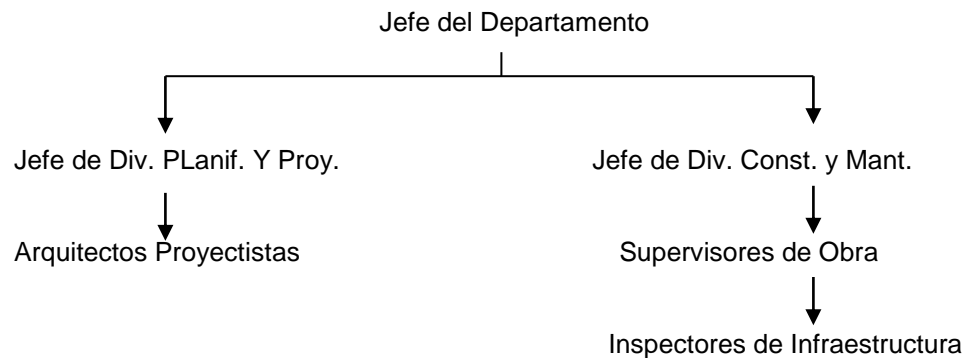 Jefe del Departamento
Jefe de Div. PLanif. Y Proy.
Jefe de Div. Const. y Mant.
Arquitectos Proyectistas
Supervisores de Obra
Inspectores de Infraestructura